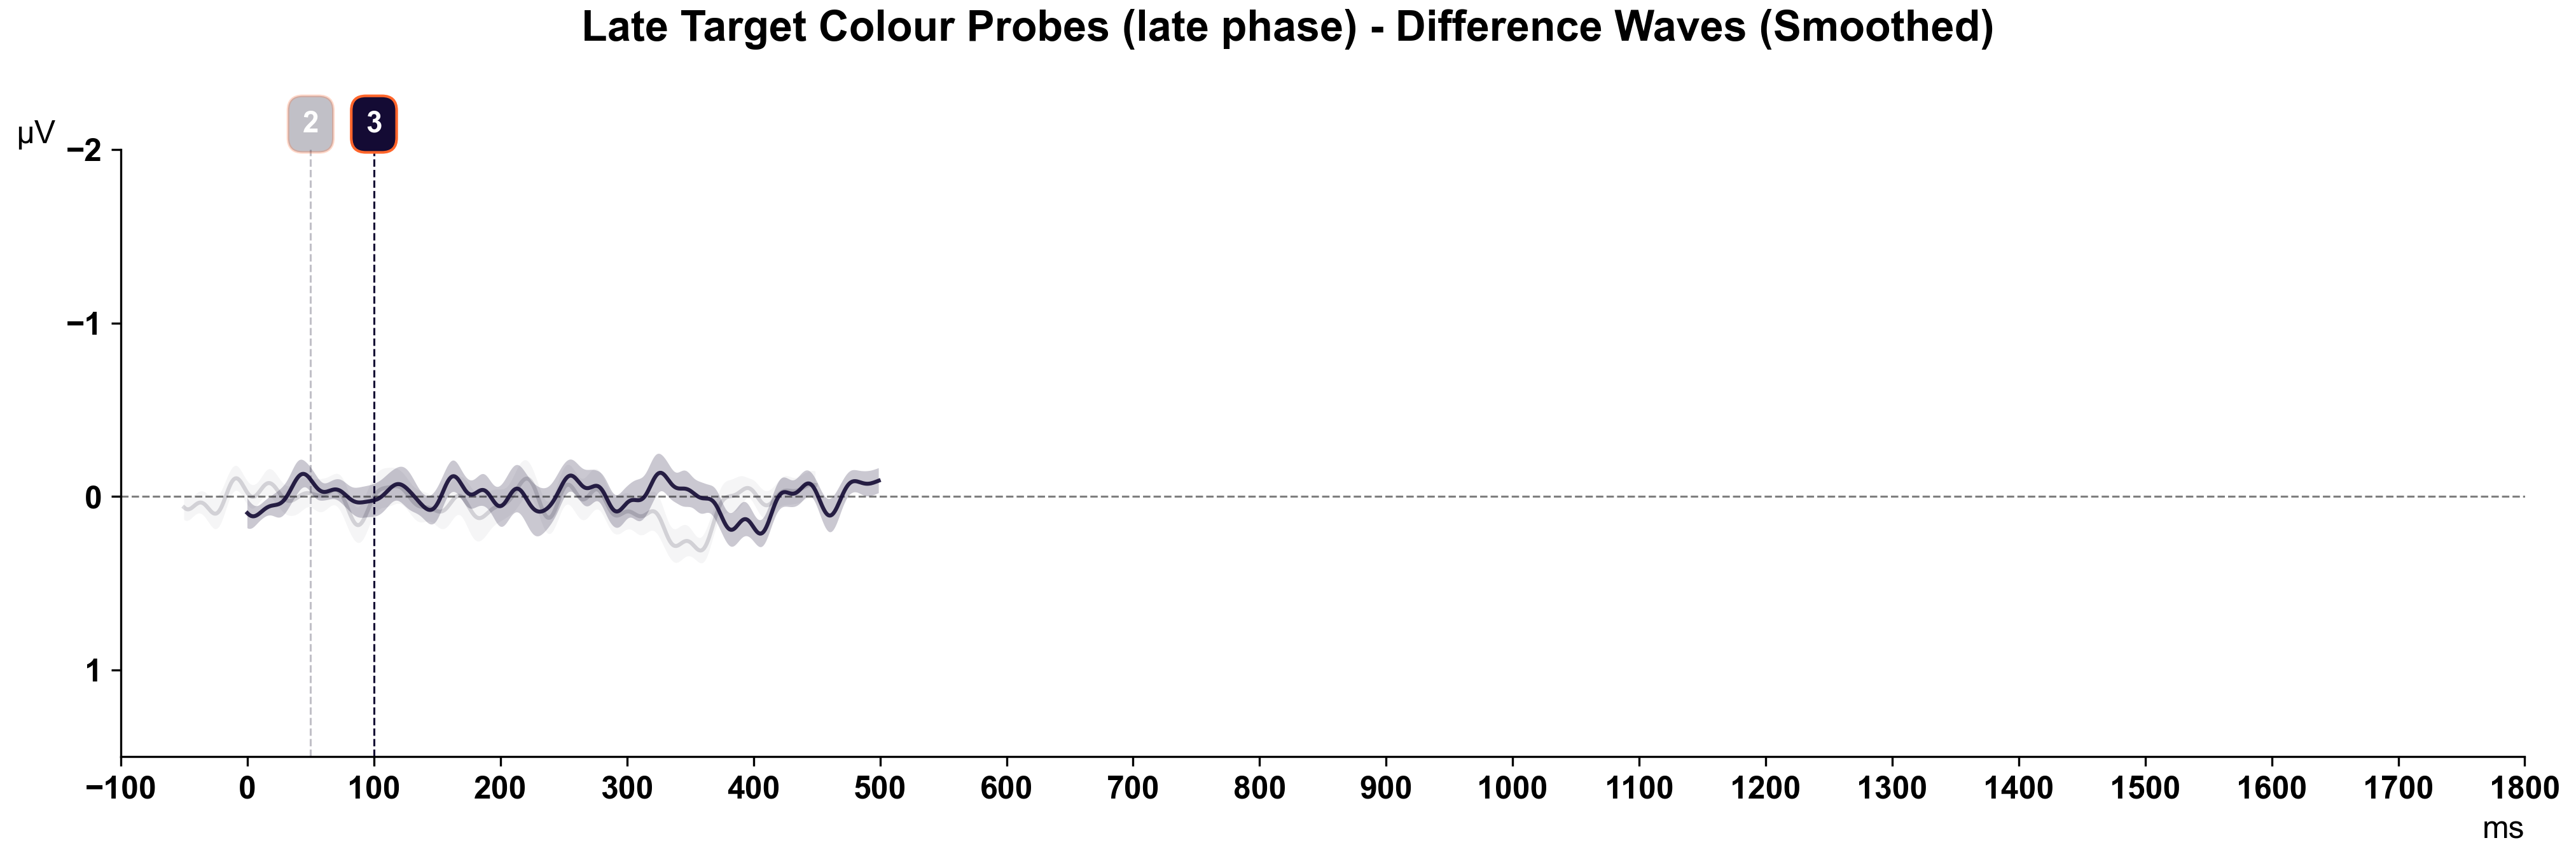 Late Target Colour Probes (late phase) - Difference Waves (Smoothed)
2 3
µV
−2
−1
0
1
−100 0 100 200 300 400 500 600 700 800 900 1000 1100 1200 1300 1400 1500 1600 1700 1800
ms